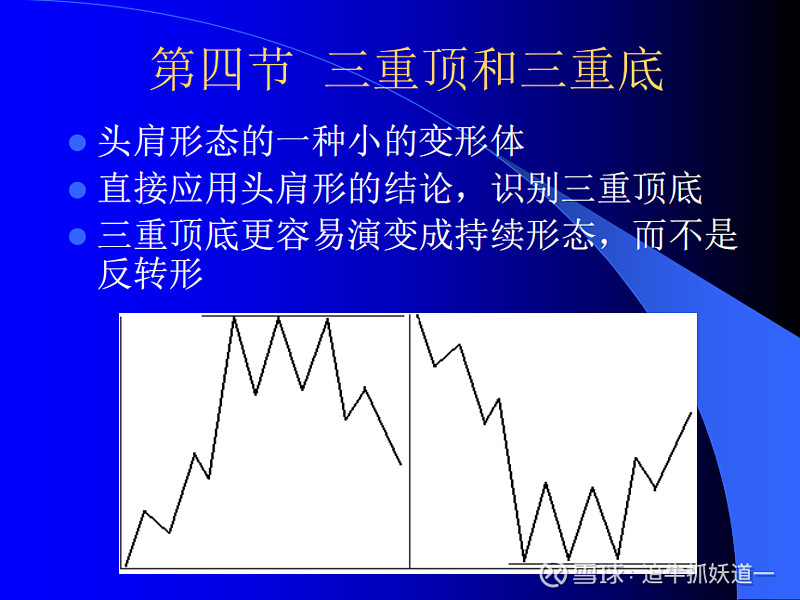 第四节 三重顶和三重底
头肩形态的一种小的变形体
直接应用头肩形的结论，识别三重顶底
三重顶底更容易演变成持续形态，而不是
反转形
雪球：追牛抓妖道一